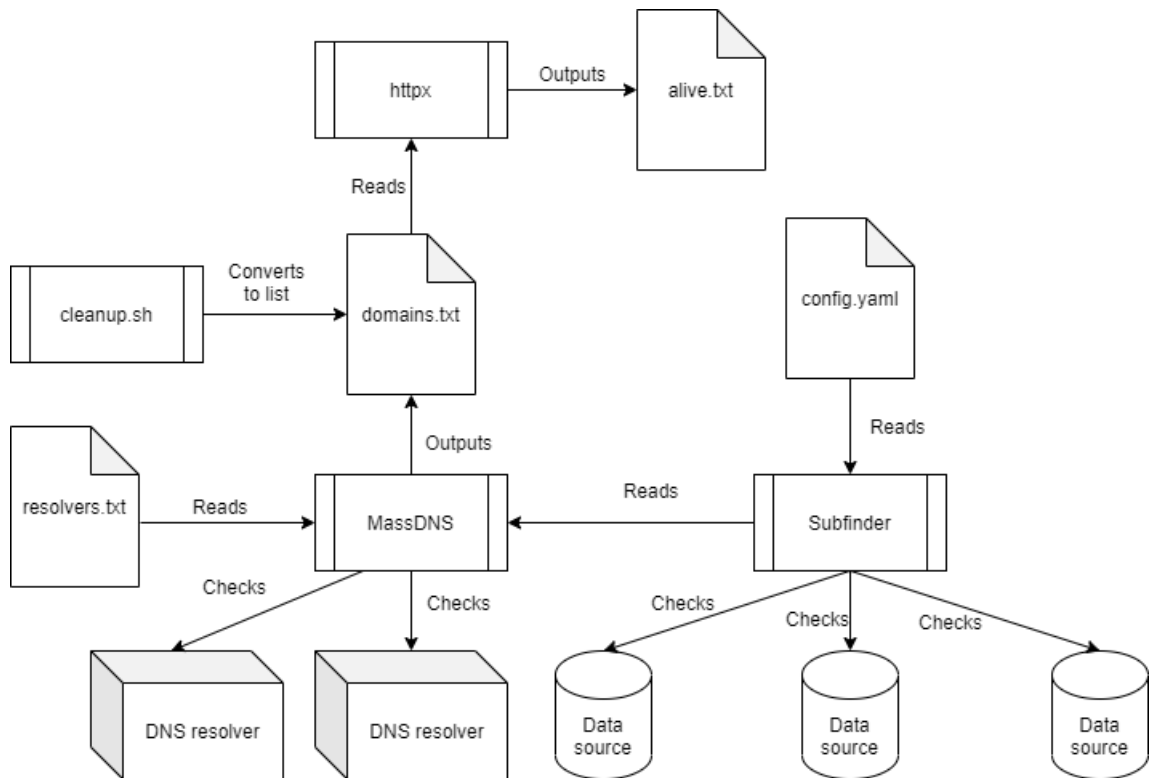 httpx
Outputs
alive.txt
Reads
cleanup.sh
Converts
to list
domains.txt
config.yaml
Outputs
Reads
resolvers.txt
Reads
MassDNS
Reads
Subfinder
Checks
Checks
Checks
Checks
Checks
DNS resolver
DNS resolver
Data
source
Data
source
Data
source